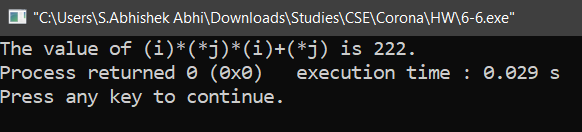 "C:\Users\S.Abhishek Abhi\Downloads\Studies\CSE\Corona\HW\6-6.exe"
The value of (i)*(*j)*(i)+(*j) is 222.
Process returned 0 (0x0)   execution time : 0.029 s
Press any key to continue.